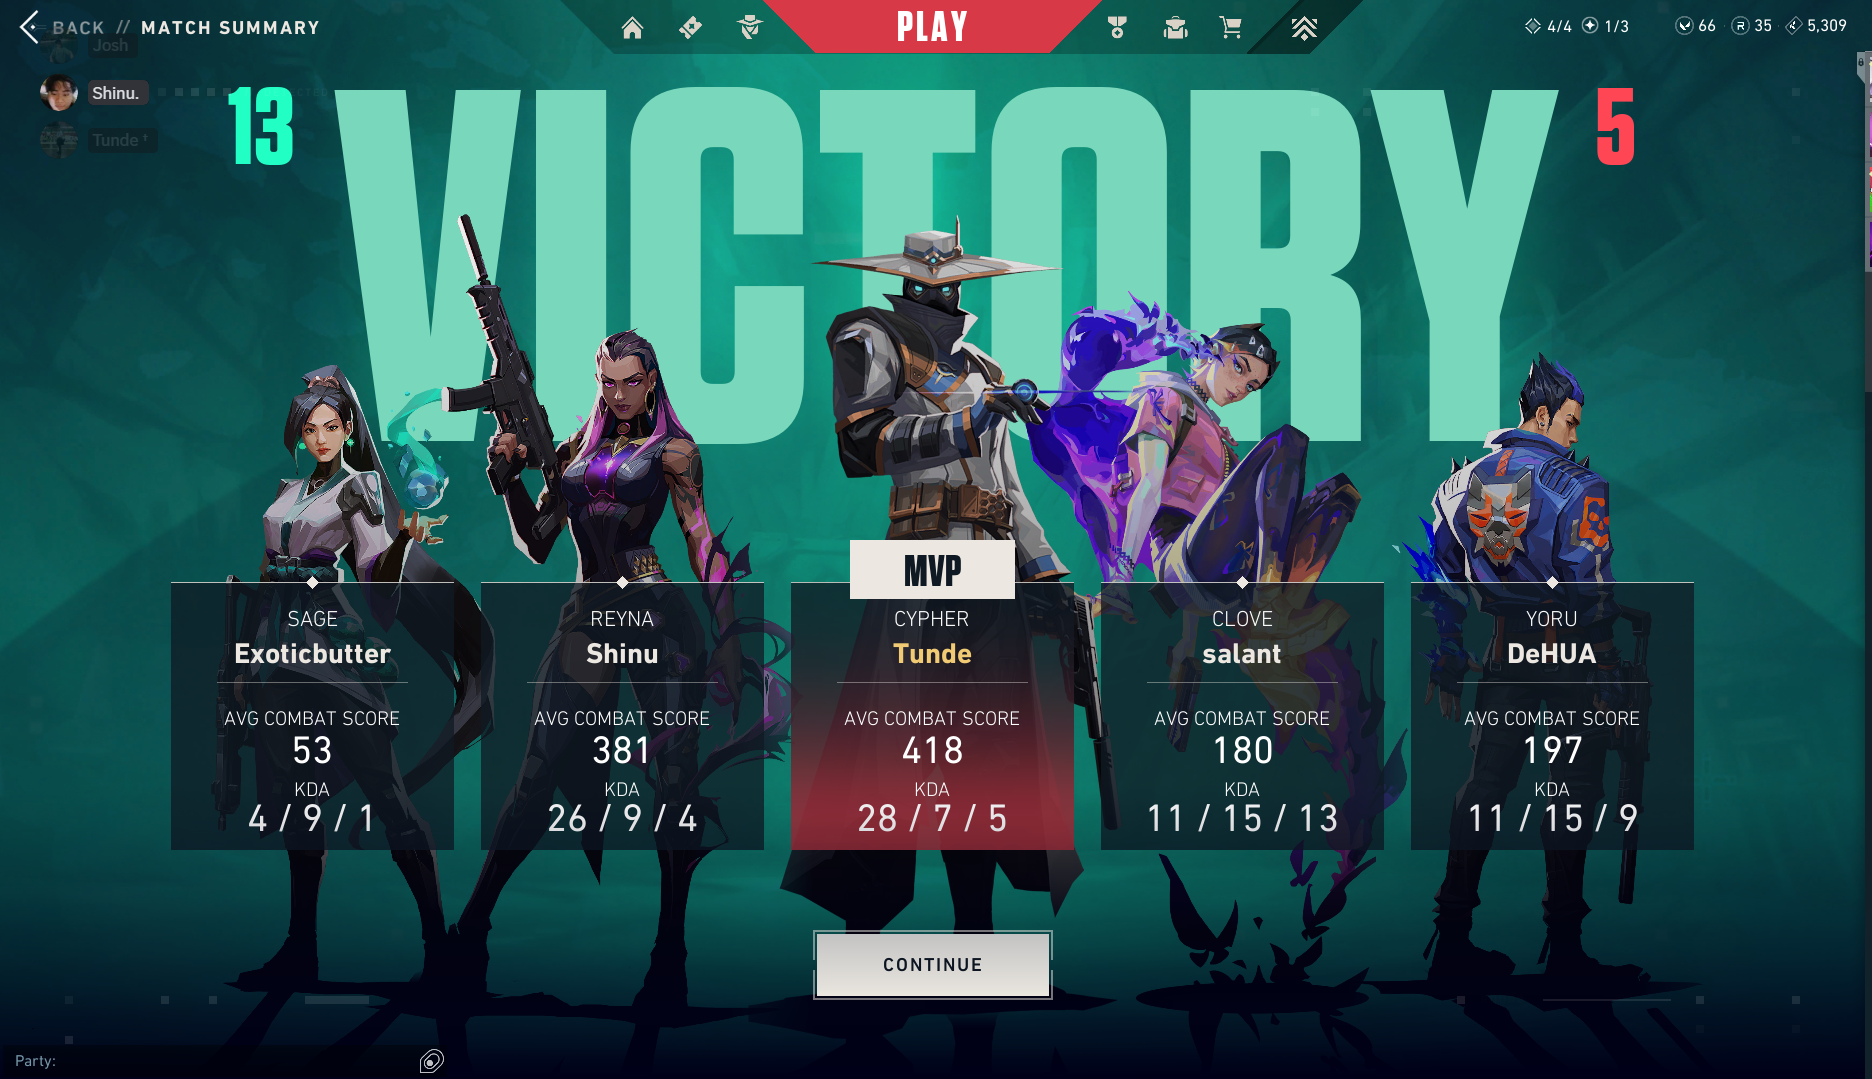 BACK // MATCH SUMMARY
PLAY
4/4 1/3 66 R 35 5,309
Josh
Shinu.
Tunde †
13
VICTORY
5
MVP
SAGE
Exoticbutter
AVG COMBAT SCORE
53
KDA
4 / 9 / 1
REYNA
Shinu
AVG COMBAT SCORE
381
KDA
26 / 9 / 4
CYPHER
Tunde
AVG COMBAT SCORE
418
KDA
28 / 7 / 5
CLOVE
salant
AVG COMBAT SCORE
180
KDA
11 / 15 / 13
YORU
DeHUA
AVG COMBAT SCORE
197
KDA
11 / 15 / 9
CONTINUE
Party: